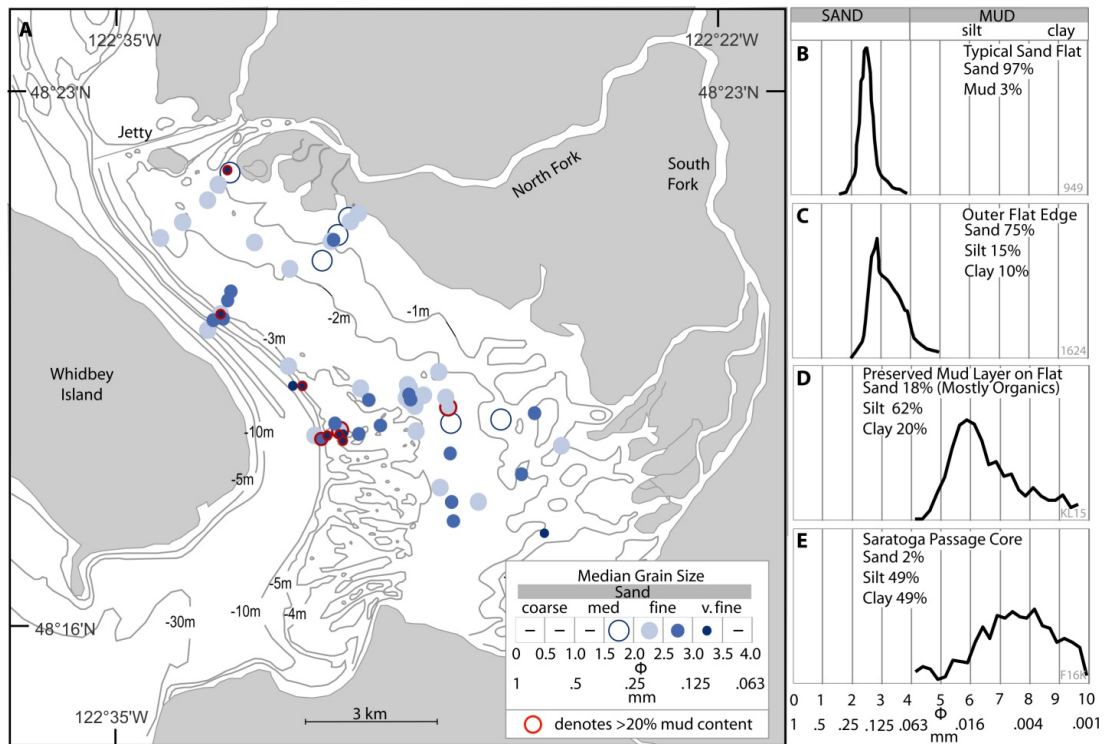 A
122°35'W
122°22'W
48°23'N
48°23'N
Jetty
North Fork
South
Fork
Whidbey
Island
-1m
-2m
-3m
-10m
-5m
-5m
-10m
-4m
-30m
48°16'N
122°35'W
3 km
Median Grain Size
Sand
coarse med fine v. fine
0 0.5 1.0 1.5 2.0 2.5 3.0 3.5 4.0
Φ
1 .5 .25 .125 .063
mm
denotes >20% mud content
SAND MUD
silt clay
B
Typical Sand Flat
Sand 97%
Mud 3%
949
C
Outer Flat Edge
Sand 75%
Silt 15%
Clay 10%
1624
D
Preserved Mud Layer on Flat
Sand 18% (Mostly Organics)
Silt 62%
Clay 20%
KL15
E
Saratoga Passage Core
Sand 2%
Silt 49%
Clay 49%
0 1 2 3 4 5 6 7 8 9 10
Φ
1 .5 .25 .125 .063 .016 .004 .001
mm